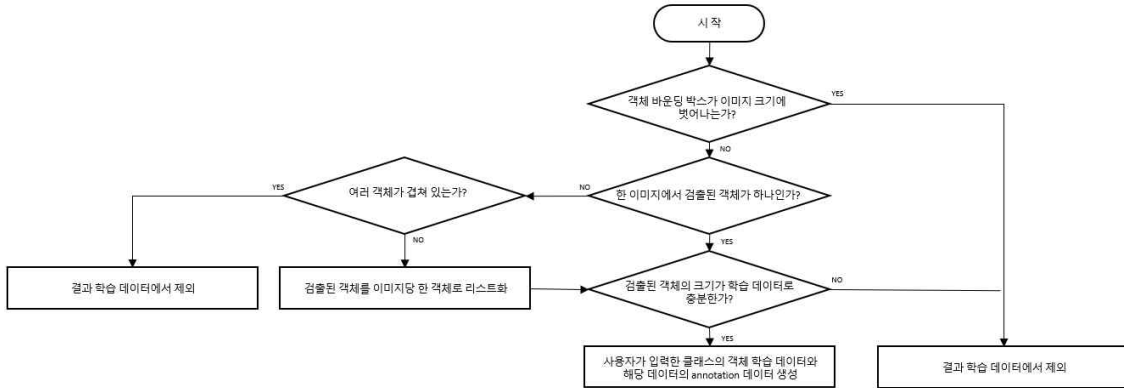 시 작
객체 바운딩 박스가 이미지 크기에
벗어나는가?
YES
NO
한 이미지에서 검출된 객체가 하나인가?
NO
여러 객체가 겹쳐 있는가?
YES
NO
YES
결과 학습 데이터에서 제외
검출된 객체를 이미지당 한 객체로 리스트화
검출된 객체의 크기가 학습 데이터로
충분한가?
NO
YES
사용자가 입력한 클래스의 객체 학습 데이터와
해당 데이터의 annotation 데이터 생성
결과 학습 데이터에서 제외